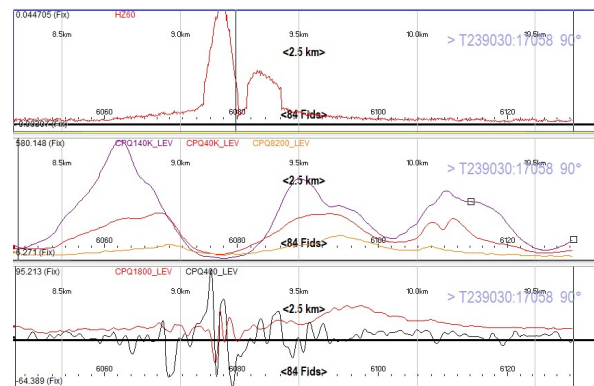 0.044705 (Fix) HZ60
8.5km 9.0km <2.5 km> 10.0km > T239030:17058 90°
6060 6080 <84 Fids> 6100 6120
580.148 (Fix) CPQ140K_LEV CPQ40K_LEV CPQ8200_LEV
8.5km 9.0km 9.5km <2.5 km> 10.0km 10.5km > T239030:17058 90°
6060 6080 <84 Fids> 6100 6120
6.271 (Fix)
95.213 (Fix) CPQ1800_LEV CPQ400_LEV
8.5km 9.0km 9.5km <2.5 km> 10.0km 10.5km > T239030:17058 90°
6060 6080 <84 Fids> 6100 6120
-64.389 (Fix)